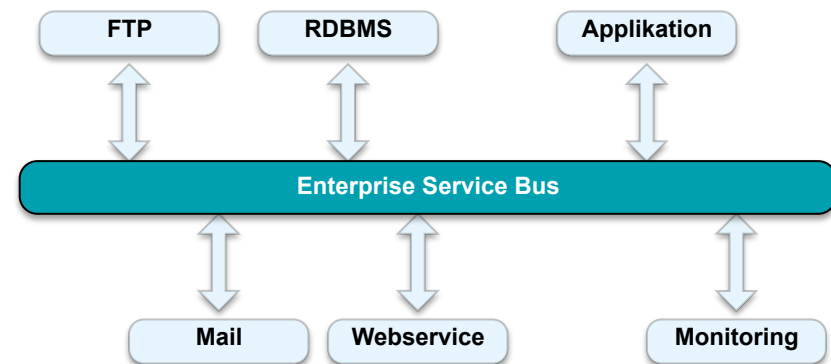 FTP
RDBMS
Applikation
Enterprise Service Bus
Mail
Webservice
Monitoring